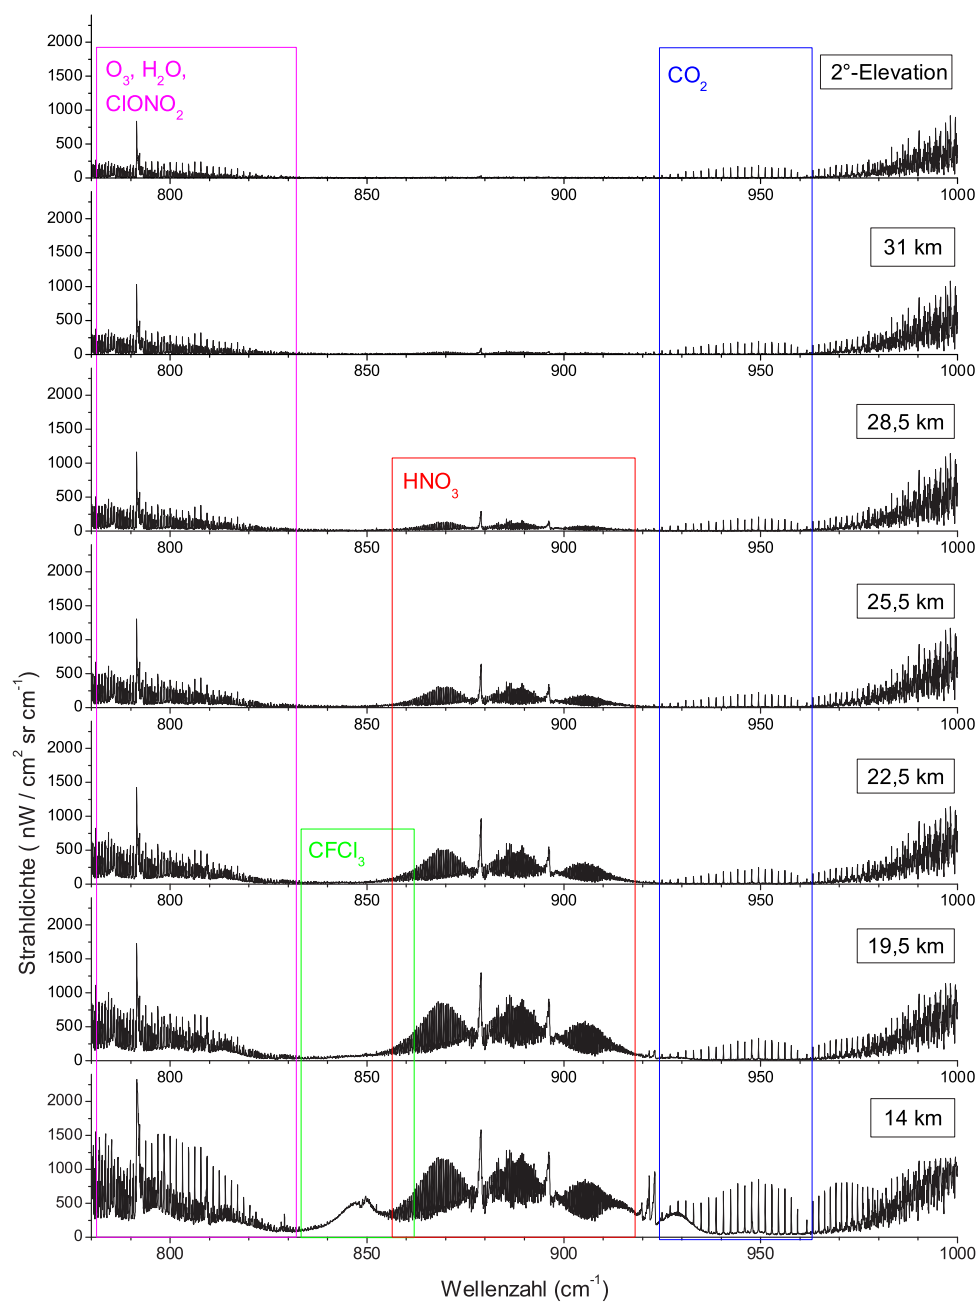 2000
1500
1000
500
0
O3, H2O,
ClONO2
CO2
2°-Elevation
800 850 900 950 1000
2000
1500
1000
500
0
31 km
800 850 900 950 1000
2000
1500
1000
500
0
HNO3
28,5 km
800 850 900 950 1000
2000
1500
1000
500
0
25,5 km
800 850 900 950 1000
2000
1500
1000
500
0
CFCl3
22,5 km
800 850 900 950 1000
2000
1500
1000
500
0
19,5 km
800 850 900 950 1000
2000
1500
1000
500
0
14 km
800 850 900 950 1000
Strahldichte ( nW / cm² sr cm⁻¹)
Wellenzahl (cm⁻¹)